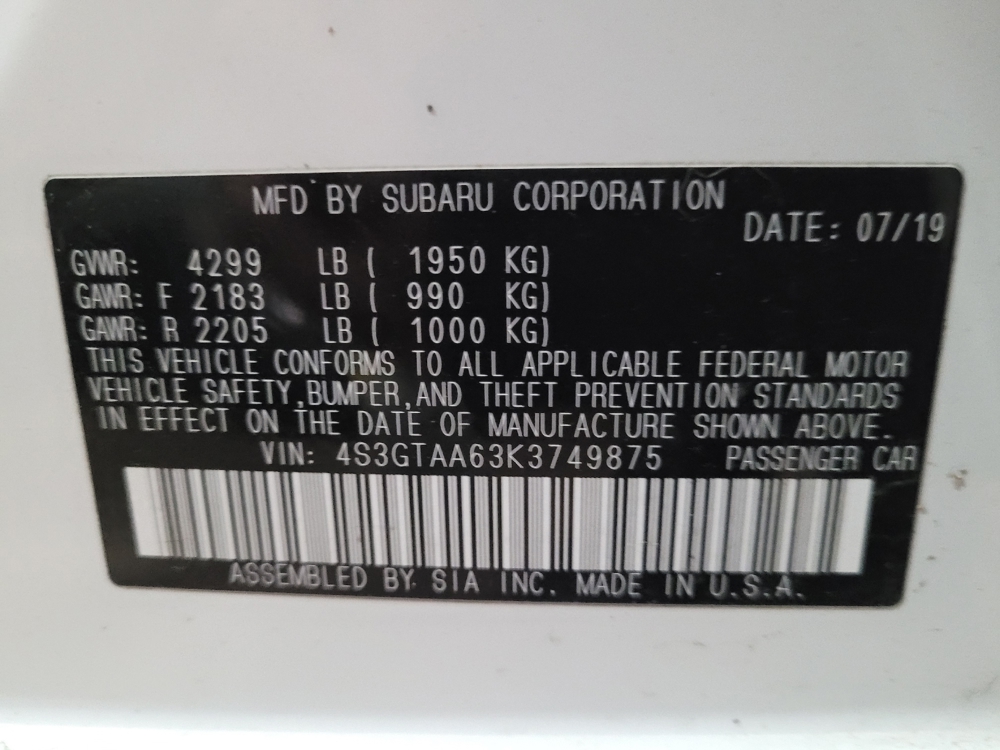 MFD BY SUBARU CORPORATION
DATE: 07/19
GVWR: 4299 LB ( 1950 KG)
GAWR: F 2183 LB ( 990 KG)
GAWR: R 2205 LB ( 1000 KG)
THIS VEHICLE CONFORMS TO ALL APPLICABLE FEDERAL MOTOR
VEHICLE SAFETY,BUMPER,AND THEFT PREVENTION STANDARDS
IN EFFECT ON THE DATE OF MANUFACTURE SHOWN ABOVE.
VIN: 4S3GTAA63K3749875 PASSENGER CAR
ASSEMBLED BY SIA INC. MADE IN U.S.A.